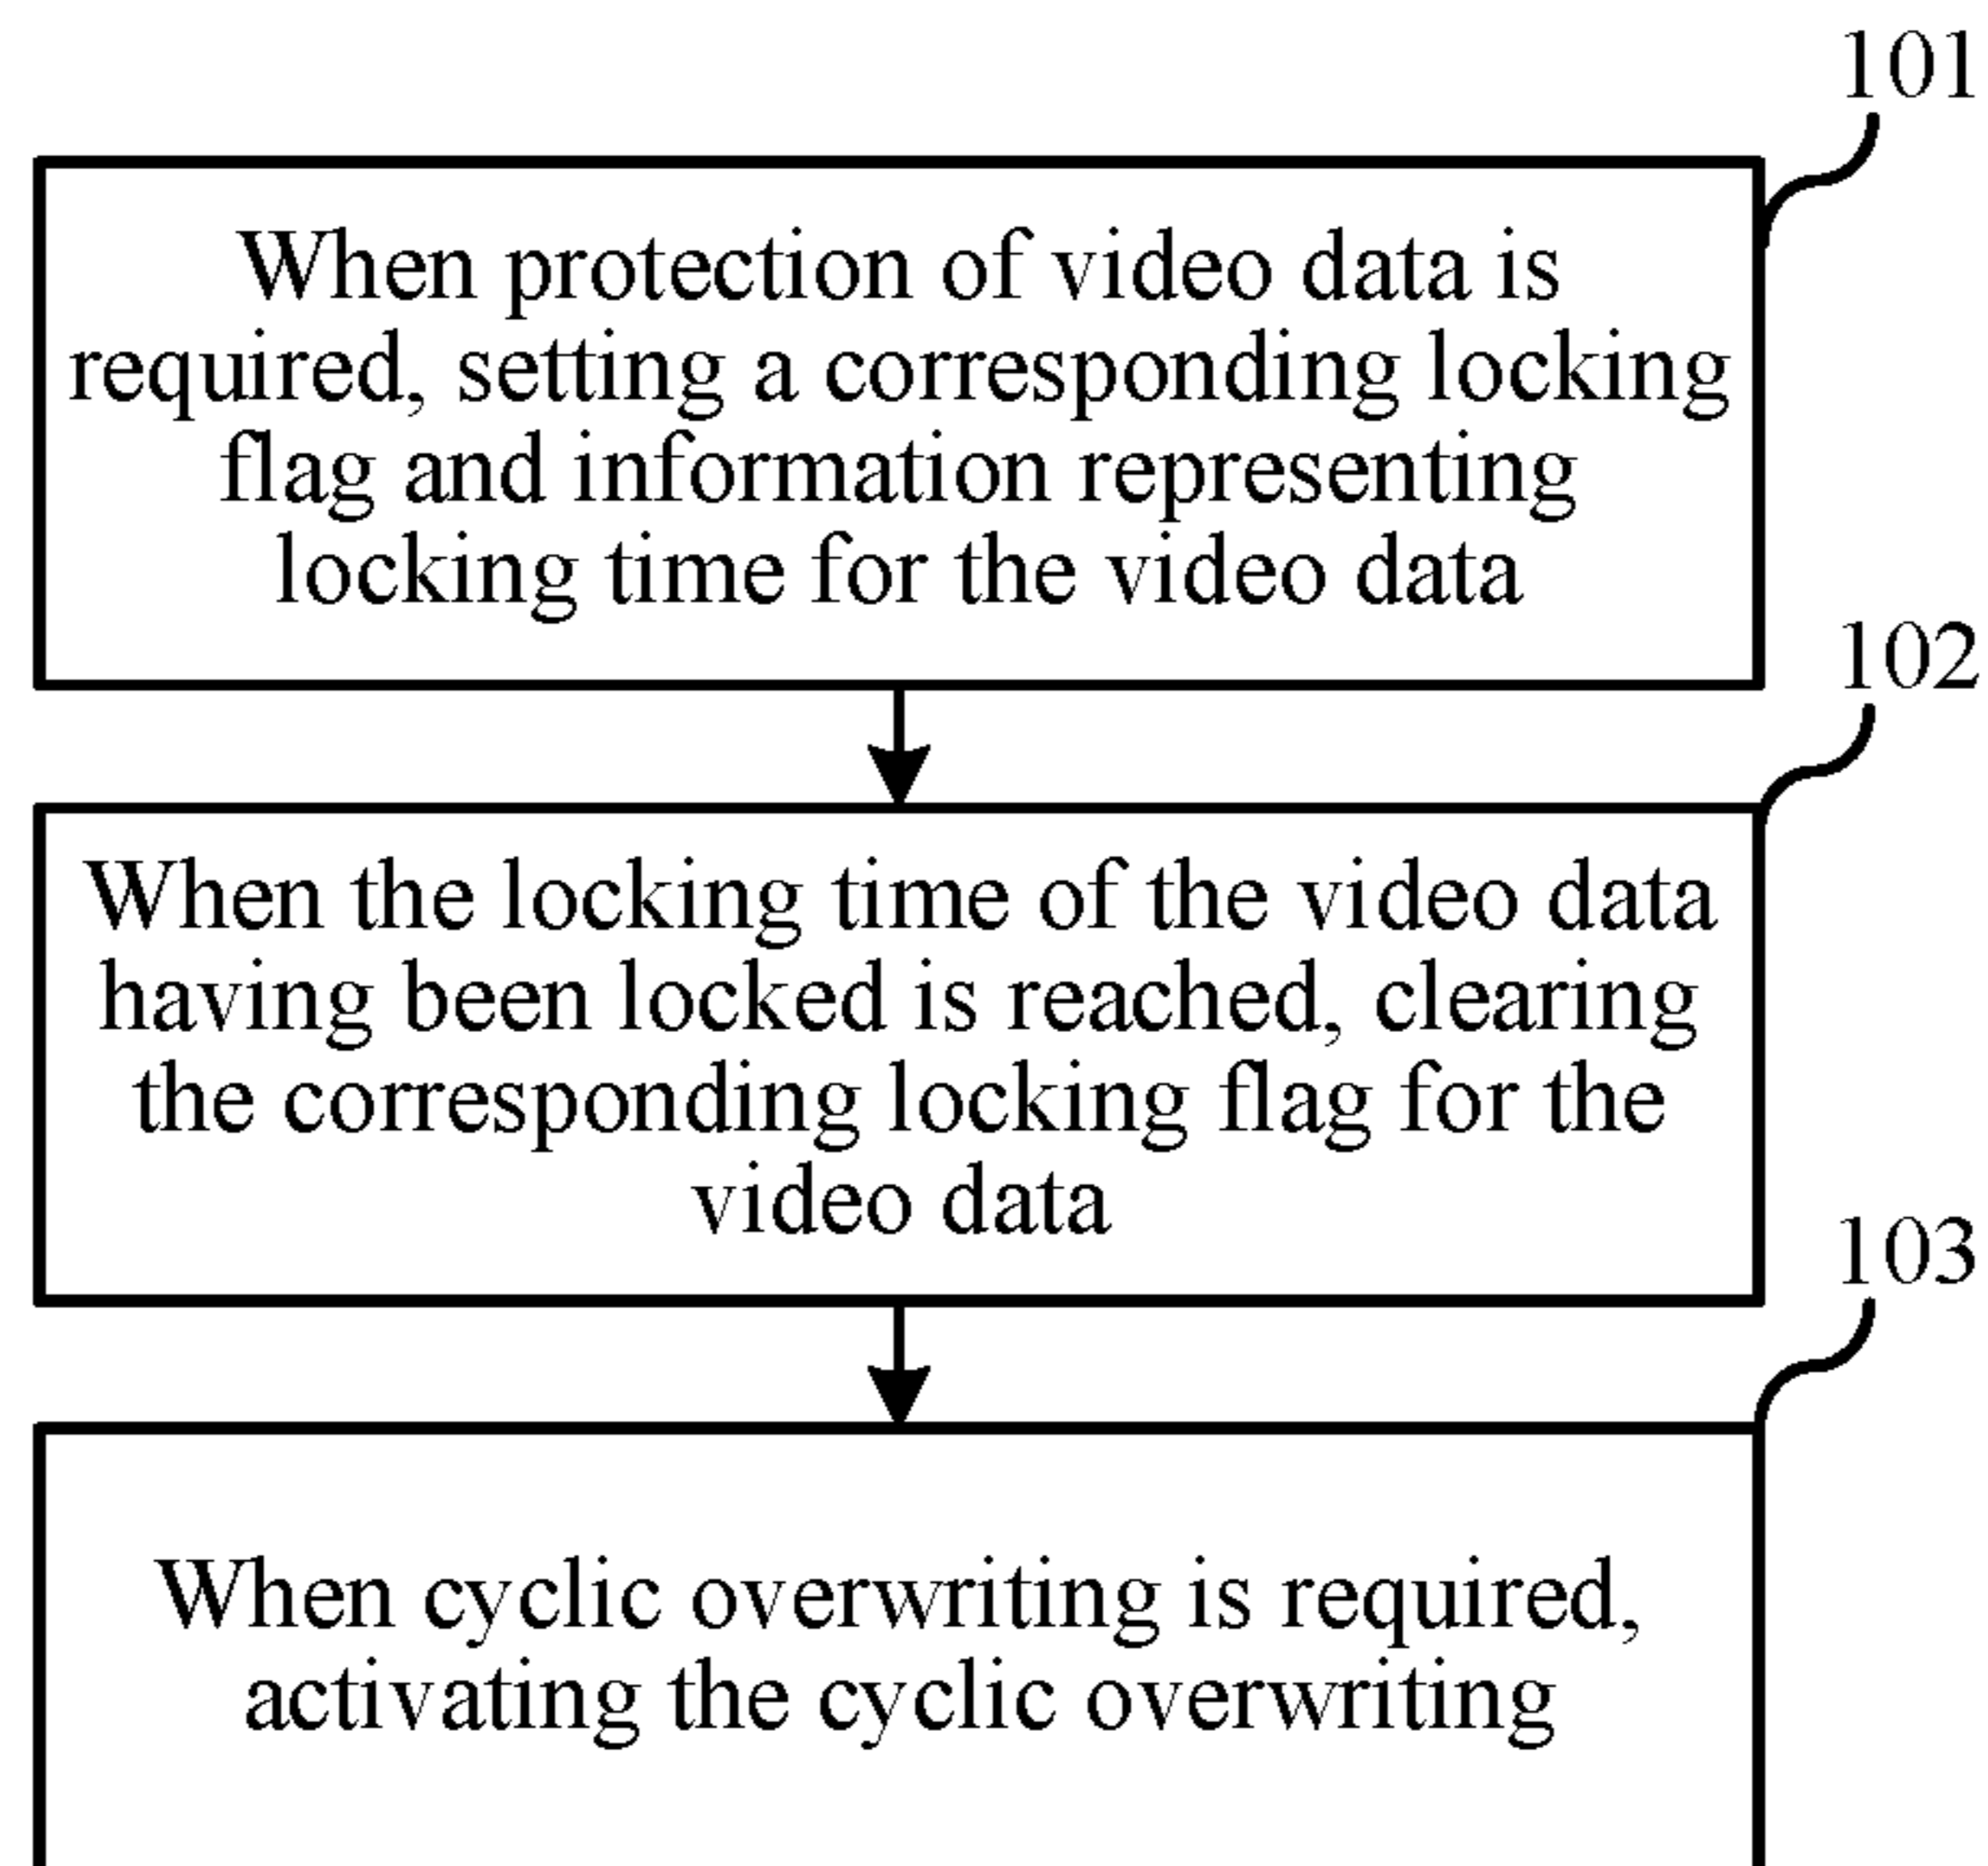 101
When protection of video data is
required, setting a corresponding locking
flag and information representing
locking time for the video data
102
When the locking time of the video data
having been locked is reached, clearing
the corresponding locking flag for the
video data
103
When cyclic overwriting is required,
activating the cyclic overwriting